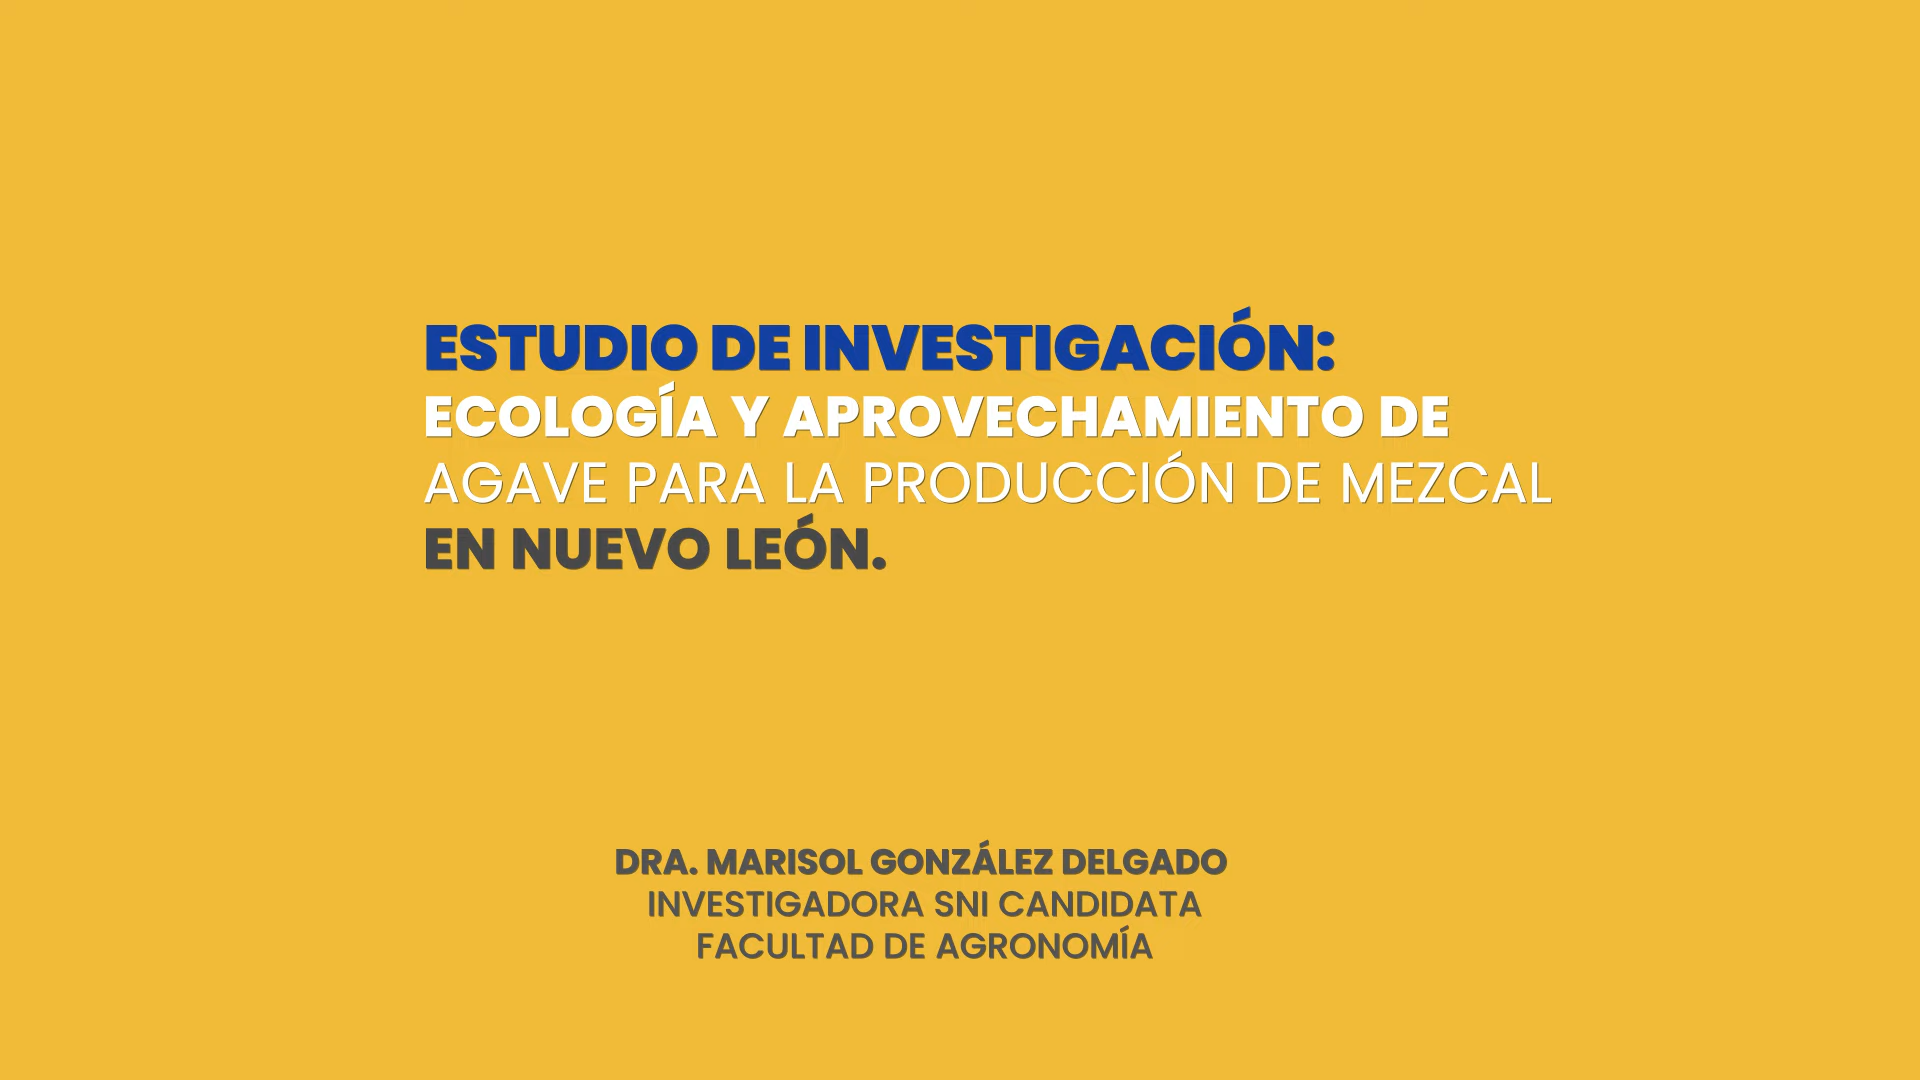 ESTUDIO DE INVESTIGACIÓN:
ECOLOGÍA Y APROVECHAMIENTO DE
AGAVE PARA LA PRODUCCIÓN DE MEZCAL
EN NUEVO LEÓN.
DRA. MARISOL GONZÁLEZ DELGADO
INVESTIGADORA SNI CANDIDATA
FACULTAD DE AGRONOMÍA